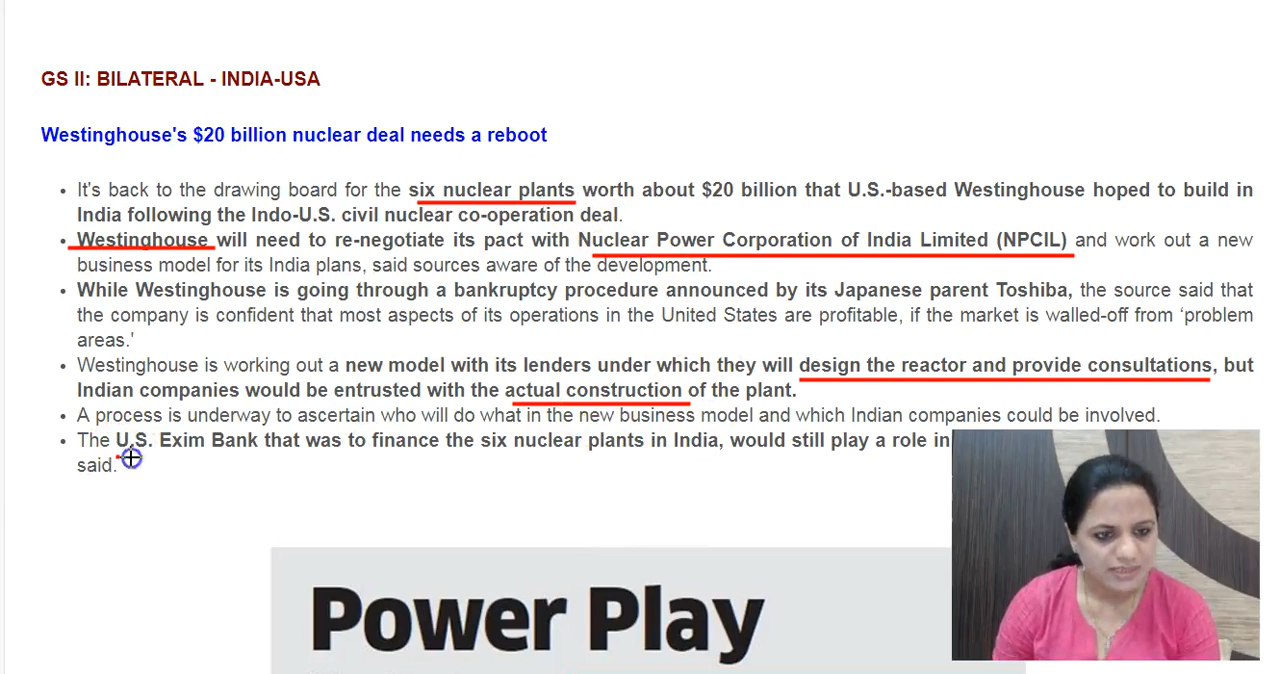 GS II: BILATERAL - INDIA-USA
Westinghouse's $20 billion nuclear deal needs a reboot
• It's back to the drawing board for the six nuclear plants worth about $20 billion that U.S.-based Westinghouse hoped to build in
India following the Indo-U.S. civil nuclear co-operation deal.
• Westinghouse will need to re-negotiate its pact with Nuclear Power Corporation of India Limited (NPCIL) and work out a new
business model for its India plans, said sources aware of the development.
• While Westinghouse is going through a bankruptcy procedure announced by its Japanese parent Toshiba, the source said that
the company is confident that most aspects of its operations in the United States are profitable, if the market is walled-off from ‘problem
areas.'
• Westinghouse is working out a new model with its lenders under which they will design the reactor and provide consultations, but
Indian companies would be entrusted with the actual construction of the plant.
• A process is underway to ascertain who will do what in the new business model and which Indian companies could be involved.
• The U.S. Exim Bank that was to finance the six nuclear plants in India, would still play a role in
said.
Power Play